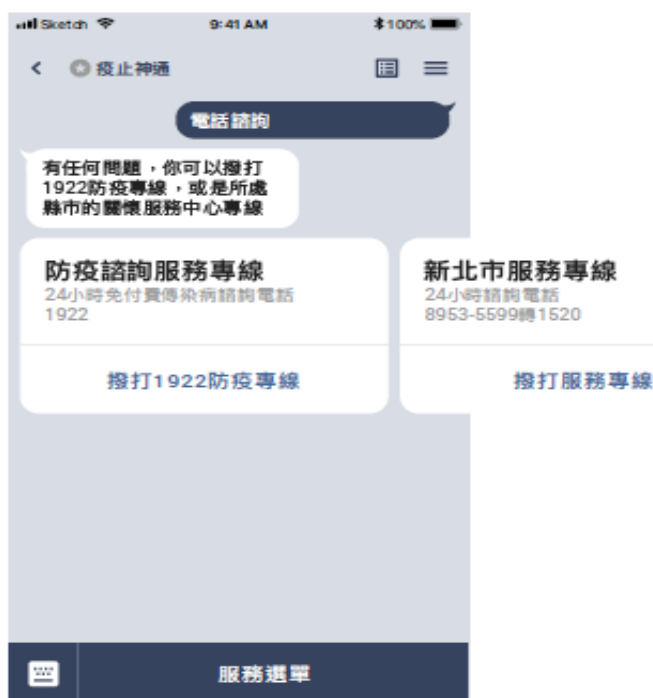 Sketch 9:41 AM 100%
疫止神通
電話諮詢
有任何問題，你可以撥打
1922防疫專線，或是所處
縣市的關懷服務中心專線
防疫諮詢服務專線
24小時免付費傳染病諮詢電話
1922
撥打1922防疫專線
新北市服務專線
24小時諮詢電話
8953-5599轉1520
撥打服務專線
服務選單